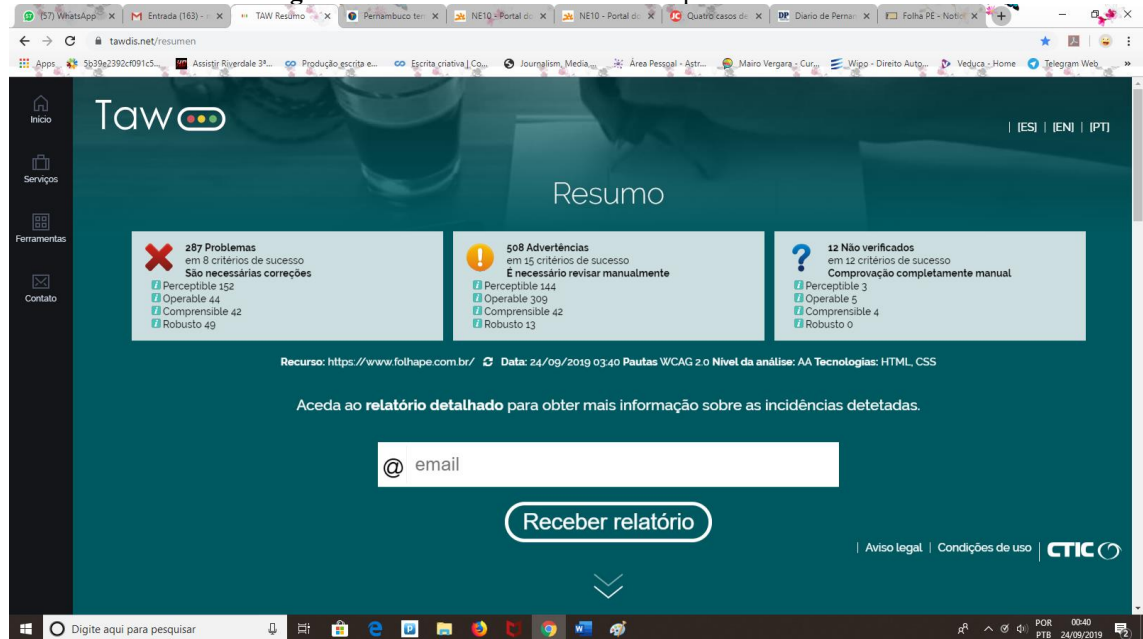 (57) WhatsApp
M Entrada (163) -
TAW Resumo
Pernambuco tem
NE10 - Portal do
NE10 - Portal do
Quatro casos de
DP Diario de Pernam
Folha PE - Notíc
tawdis.net/resumen
Apps
5b39e2392cf091c5...
Assistir Riverdale 3ª...
Produção escrita e...
Escrita criativa | Co...
Journalism, Media,...
Área Pessoal - Astr...
Mairo Vergara - Cur...
Wipo - Direito Auto...
Veduca - Home
Telegram Web
»
Início
Serviços
Ferramentas
Contato
Taw
| [ES] | [EN] | [PT]
Resumo
287 Problemas
em 8 critérios de sucesso
São necessárias correções
Perceptible 152
Operable 44
Comprensible 42
Robusto 49
508 Advertências
em 15 critérios de sucesso
É necessário revisar manualmente
Perceptible 144
Operable 309
Comprensible 42
Robusto 13
12 Não verificados
em 12 critérios de sucesso
Comprovação completamente manual
Perceptible 3
Operable 5
Comprensible 4
Robusto 0
Recurso: https://www.folhape.com.br/ Data: 24/09/2019 03:40 Pautas WCAG 2.0 Nível da análise: AA Tecnologias: HTML, CSS
Aceda ao relatório detalhado para obter mais informação sobre as incidências detetadas.
@ email
Receber relatório
| Aviso legal | Condições de uso | CTIC
Digite aqui para pesquisar
POR 00:40
PTB 24/09/2019